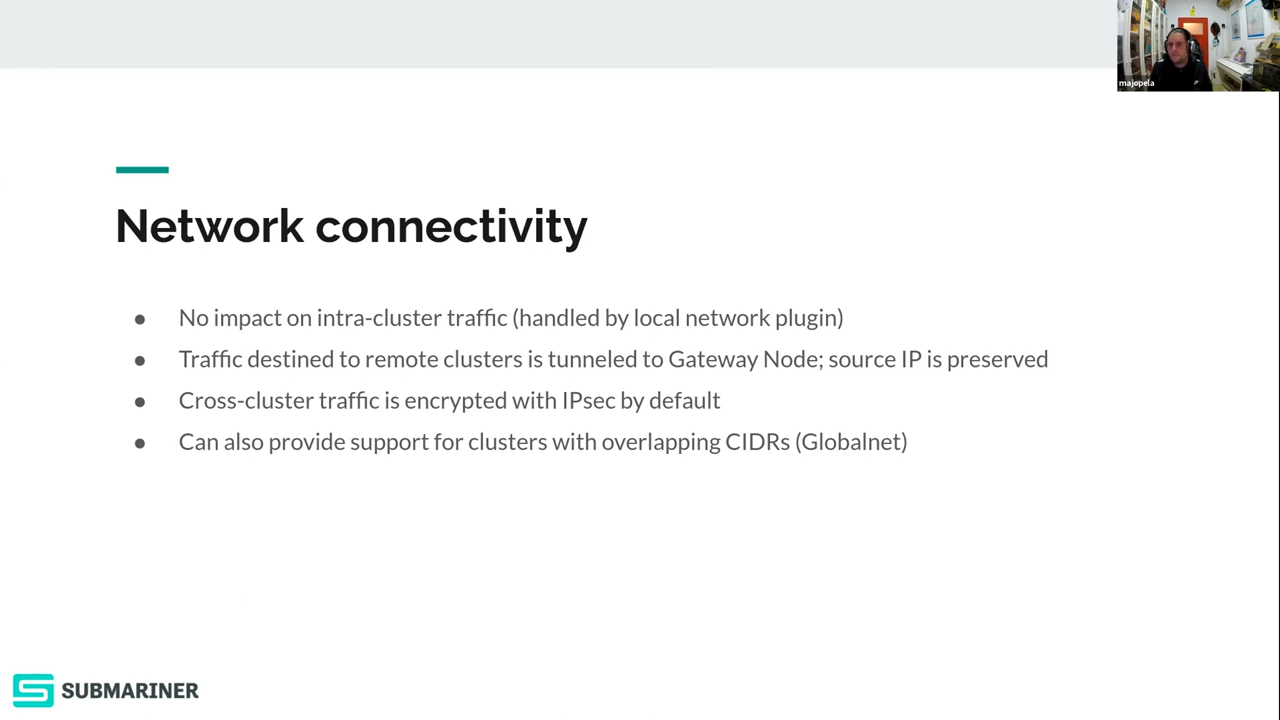 majopela
Network connectivity
● No impact on intra-cluster traffic (handled by local network plugin)
● Traffic destined to remote clusters is tunneled to Gateway Node; source IP is preserved
● Cross-cluster traffic is encrypted with IPsec by default
● Can also provide support for clusters with overlapping CIDRs (Globalnet)
SUBMARINER